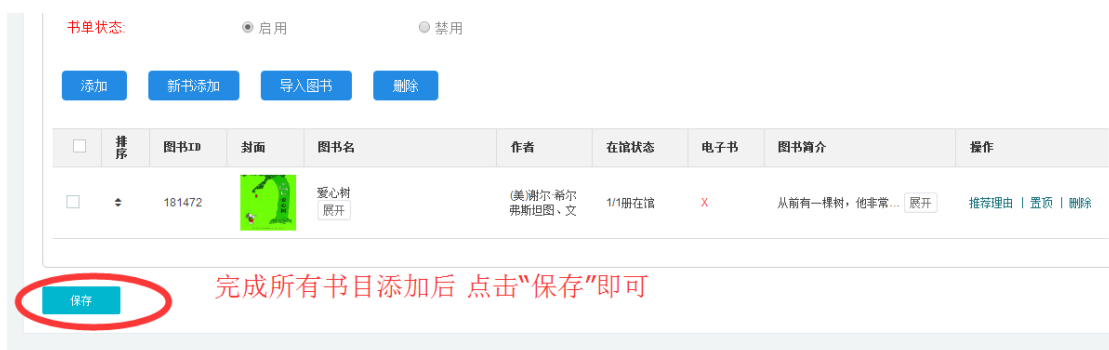 书单状态: 启用 禁用
添加 新书添加 导入图书 删除
排序 图书ID 封面 图书名 作者 在馆状态 电子书 图书简介 操作
181472 爱心树 展开 (美)谢尔·希尔弗斯坦图、文 1/1册在馆 X 从前有一棵树，他非常... 展开 推荐理由 | 置顶 | 删除
爱心树
完成所有书目添加后 点击“保存”即可
保存